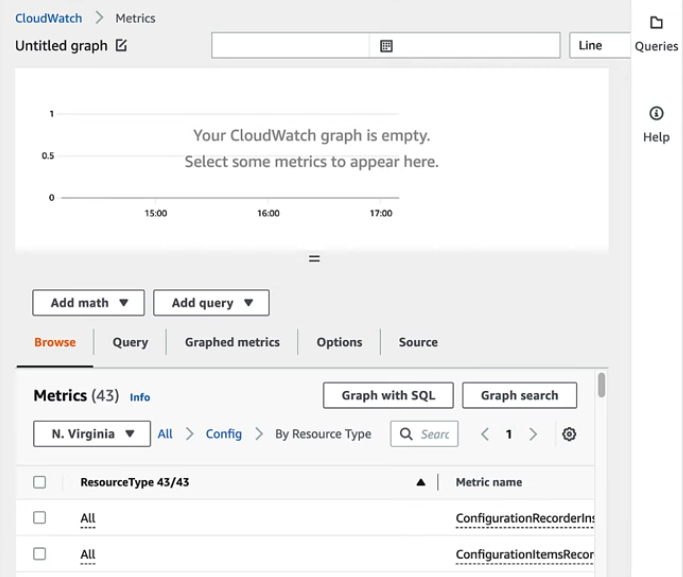 CloudWatch > Metrics
Untitled graph
Line
Queries
Help
Your CloudWatch graph is empty.
Select some metrics to appear here.
1
0.5
0
15:00 16:00 17:00
Add math Add query
Browse Query Graphed metrics Options Source
Metrics (43) Info Graph with SQL Graph search
N. Virginia All > Config > By Resource Type Searc < 1 >
ResourceType 43/43 Metric name
All ConfigurationRecorderIns
All ConfigurationItemsRecor